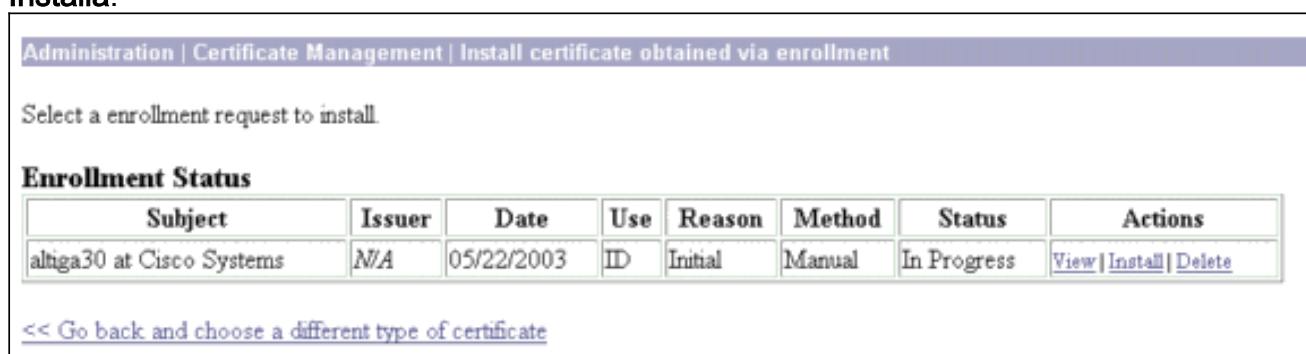 Installa.
Administration | Certificate Management | Install certificate obtained via enrollment
Select a enrollment request to install.
Enrollment Status
Subject Issuer Date Use Reason Method Status Actions
altiga30 at Cisco Systems N/A 05/22/2003 ID Initial Manual In Progress View | Install | Delete
<< Go back and choose a different type of certificate